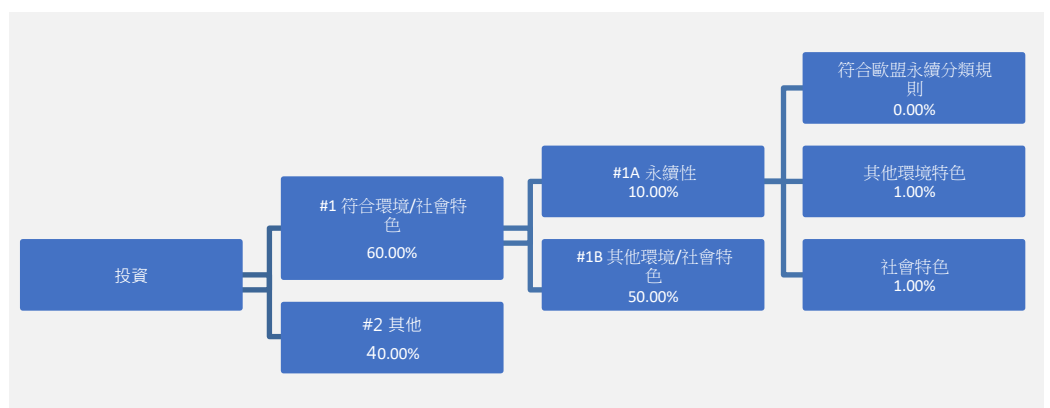 投資
#1 符合環境/社會特
色
60.00%
#2 其他
40.00%
#1A 永續性
10.00%
#1B 其他環境/社會特
色
50.00%
符合歐盟永續分類規
則
0.00%
其他環境特色
1.00%
社會特色
1.00%